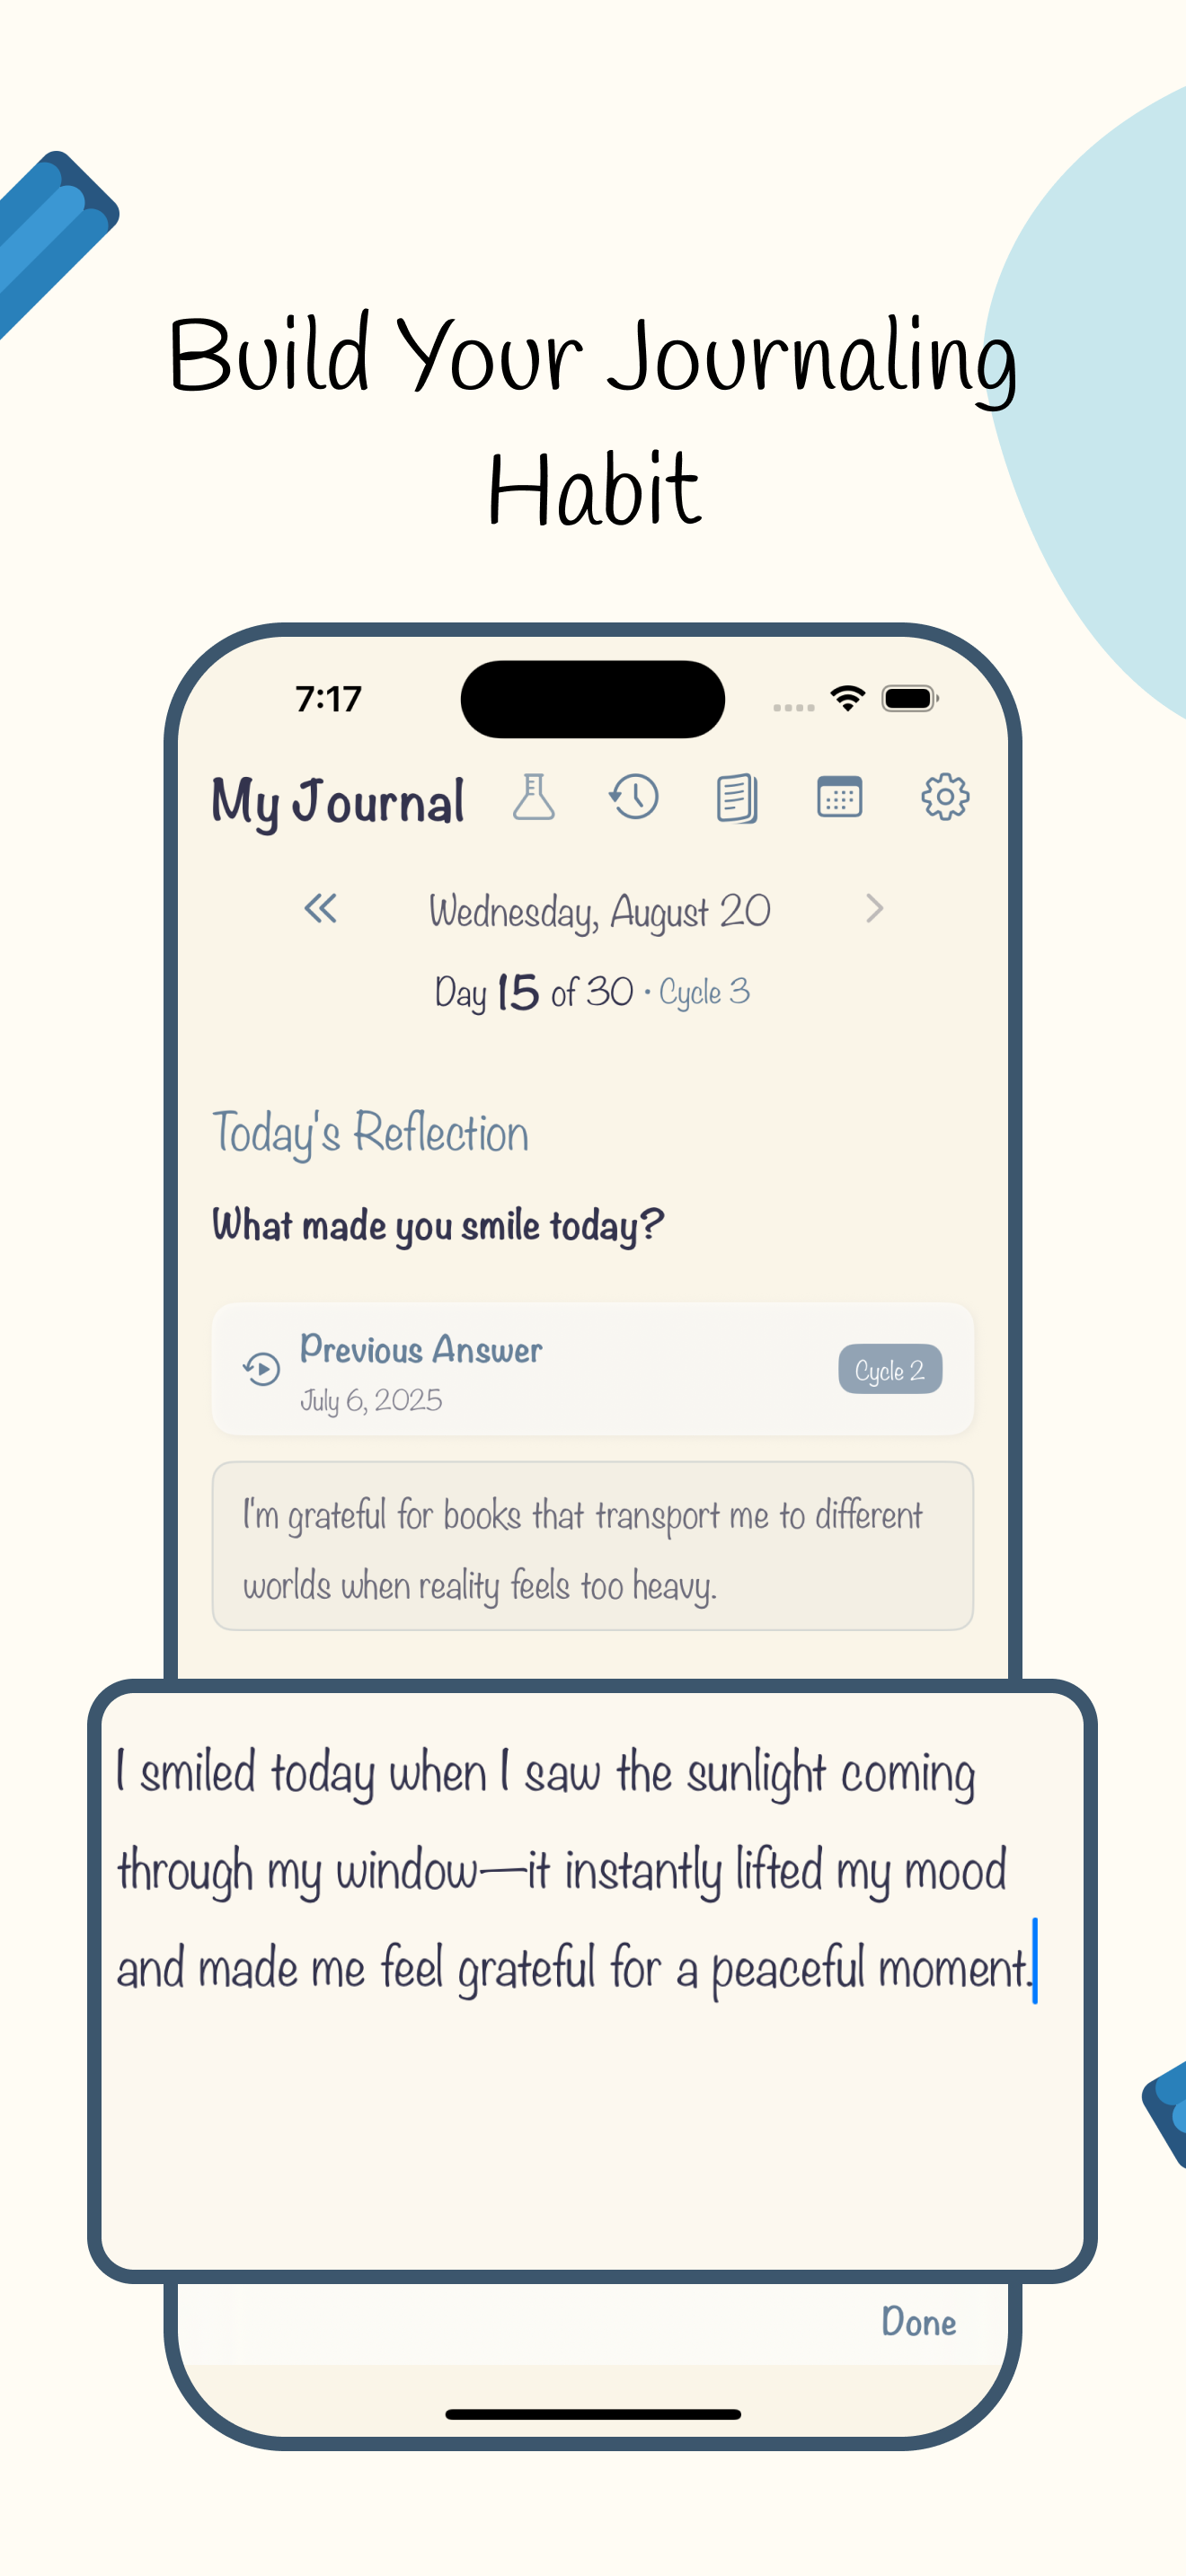 Build Your Journaling
Habit
7:17
My Journal
Wednesday, August 20
Day 15 of 30 • Cycle 3
Today's Reflection
What made you smile today?
Previous Answer
July 6, 2025
Cycle 2
I'm grateful for books that transport me to different
worlds when reality feels too heavy.
I smiled today when I saw the sunlight coming
through my window—it instantly lifted my mood
and made me feel grateful for a peaceful moment.
Done